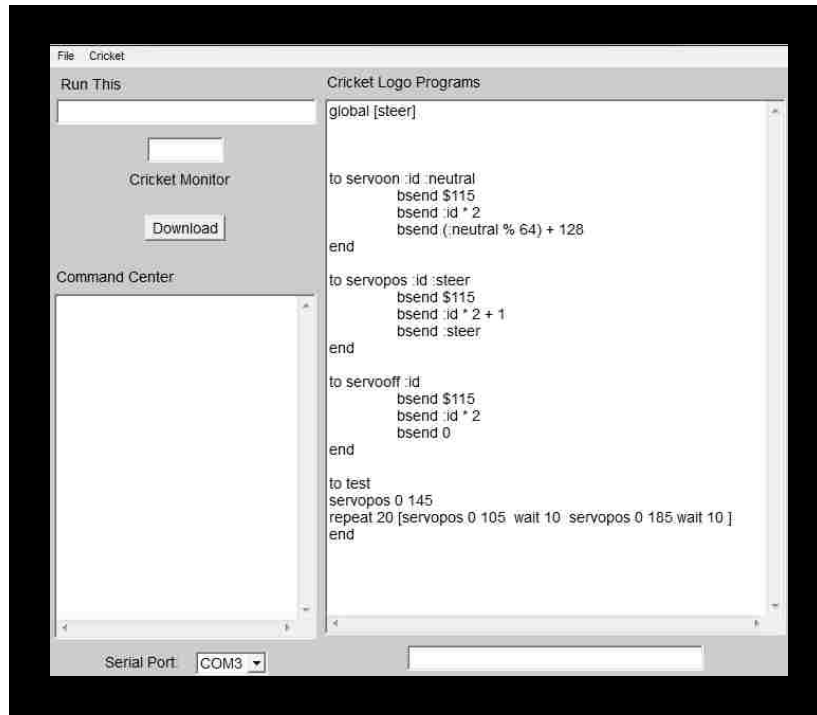 File Cricket
Run This
Cricket Monitor
Download
Command Center
Serial Port: COM3
Cricket Logo Programs
global [steer]
to servoon :id :neutral
bsend $115
bsend :id * 2
bsend (:neutral % 64) + 128
end
to servopos :id :steer
bsend $115
bsend :id * 2 + 1
bsend :steer
end
to servooff :id
bsend $115
bsend :id * 2
bsend 0
end
to test
servopos 0 145
repeat 20 [servopos 0 105 wait 10 servopos 0 185 wait 10 ]
end